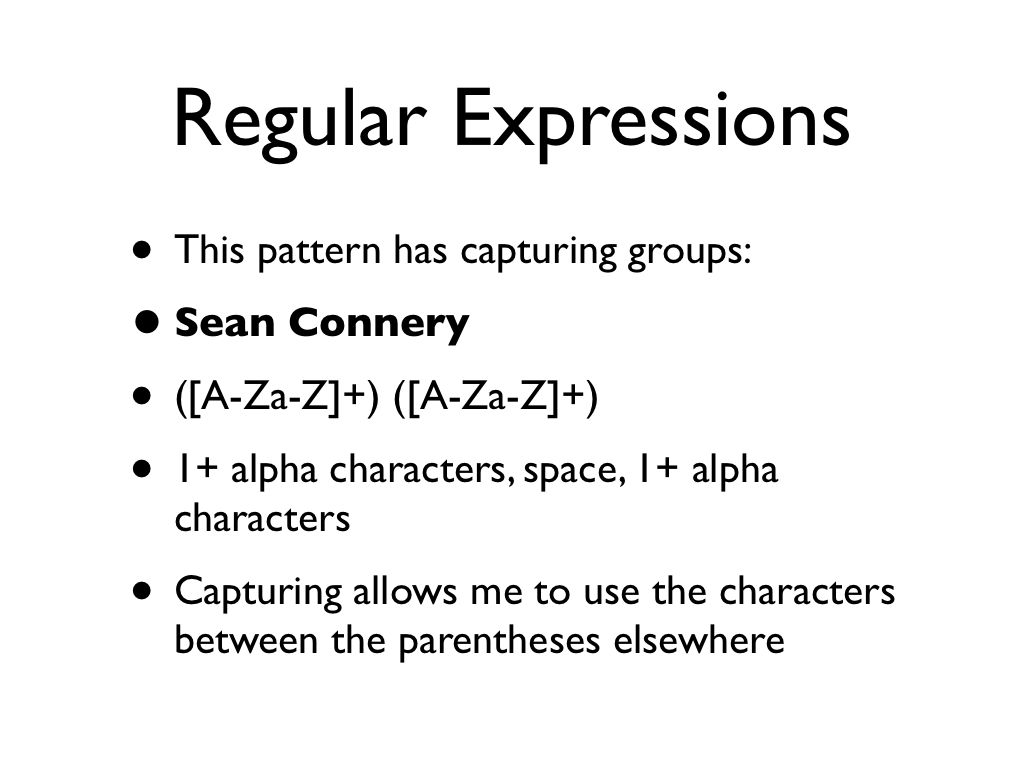 Regular Expressions
• This pattern has capturing groups:
• Sean Connery
• ([A-Za-Z]+) ([A-Za-Z]+)
• 1+ alpha characters, space, 1+ alpha
characters
• Capturing allows me to use the characters
between the parentheses elsewhere